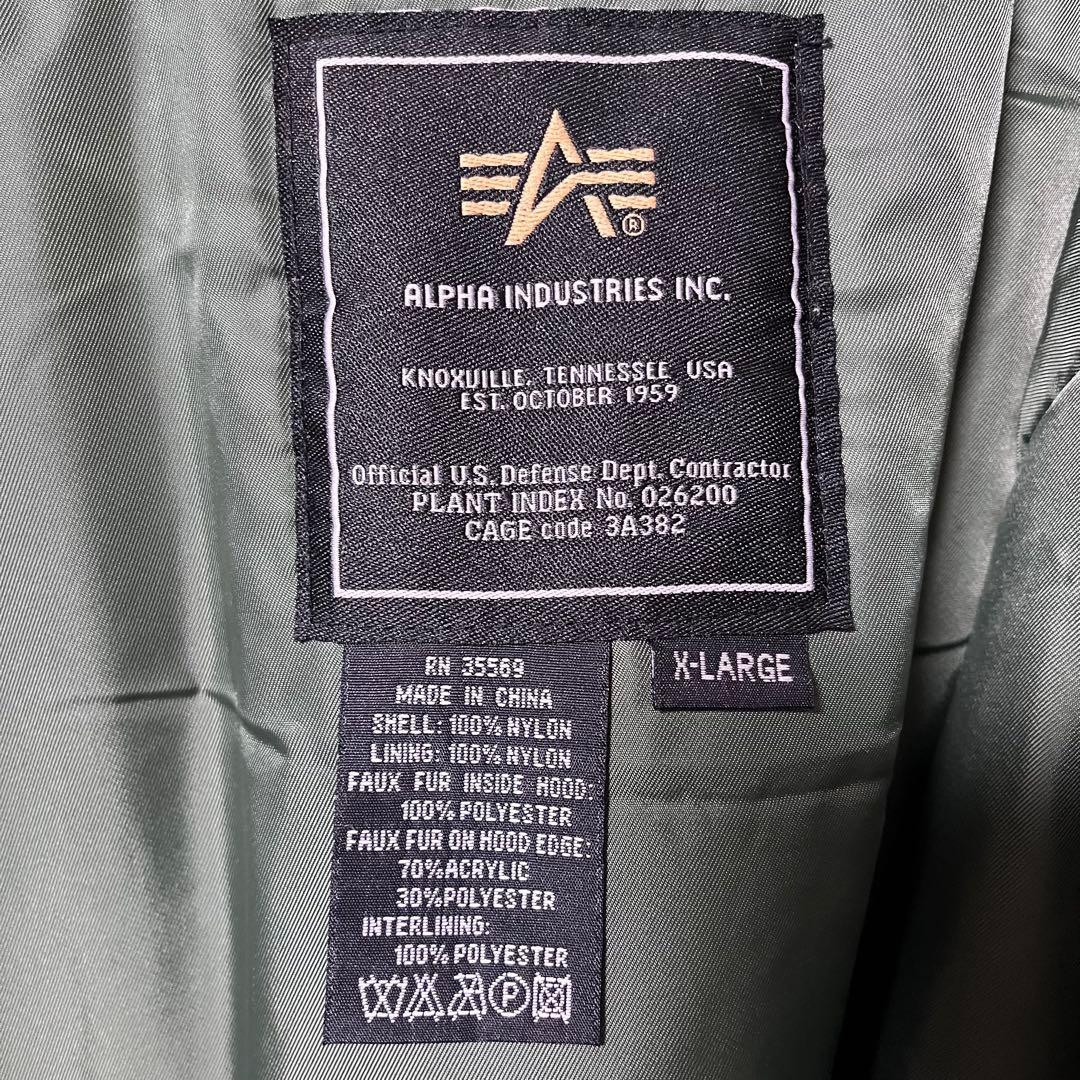 ®
ALPHA INDUSTRIES INC.
KNOXVILLE, TENNESSEE, USA
EST. OCTOBER 1959
Official U.S. Defense Dept. Contractor
PLANT INDEX No. 026200
CAGE code 3A382
X-LARGE
RN 35569
MADE IN CHINA
SHELL: 100% NYLON
LINING: 100% NYLON
FAUX FUR INSIDE HOOD:
100% POLYESTER
FAUX FUR ON HOOD EDGE:
70% ACRYLIC
30% POLYESTER
INTERLINING:
100% POLYESTER
P